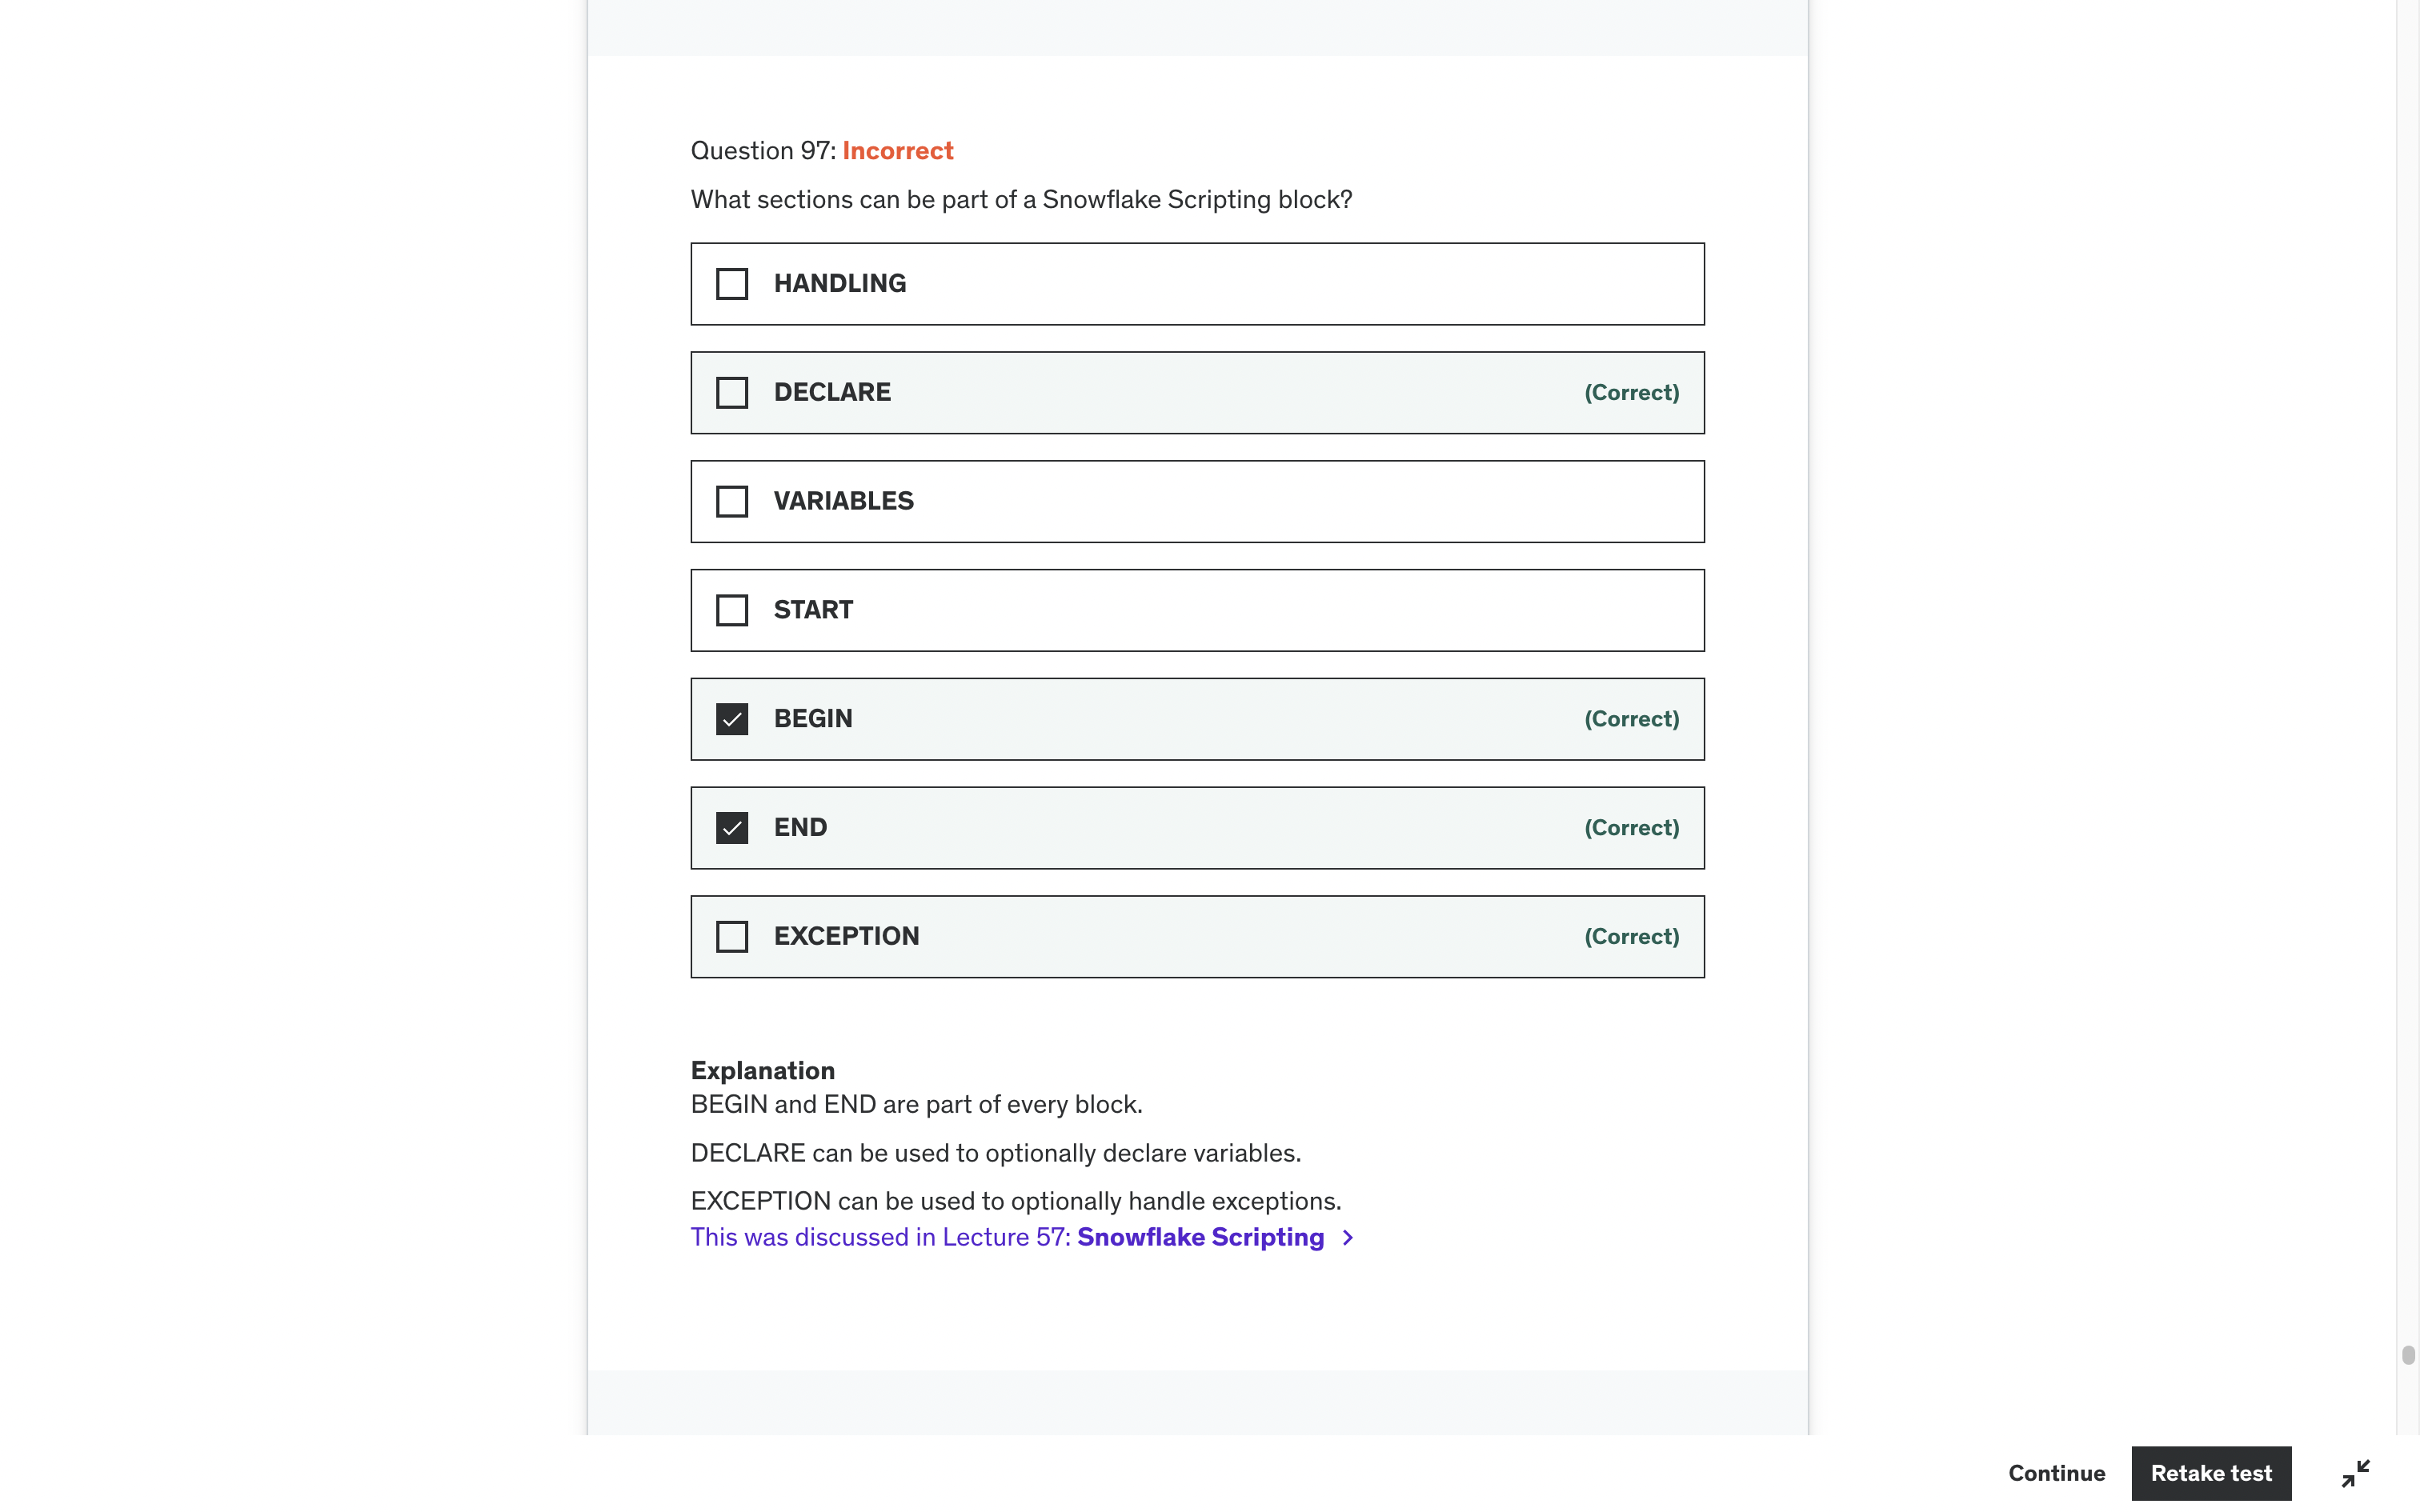 Question 97: Incorrect
What sections can be part of a Snowflake Scripting block?
HANDLING
DECLARE (Correct)
VARIABLES
START
BEGIN (Correct)
END (Correct)
EXCEPTION (Correct)
Explanation
BEGIN and END are part of every block.
DECLARE can be used to optionally declare variables.
EXCEPTION can be used to optionally handle exceptions.
This was discussed in Lecture 57: Snowflake Scripting
Continue Retake test